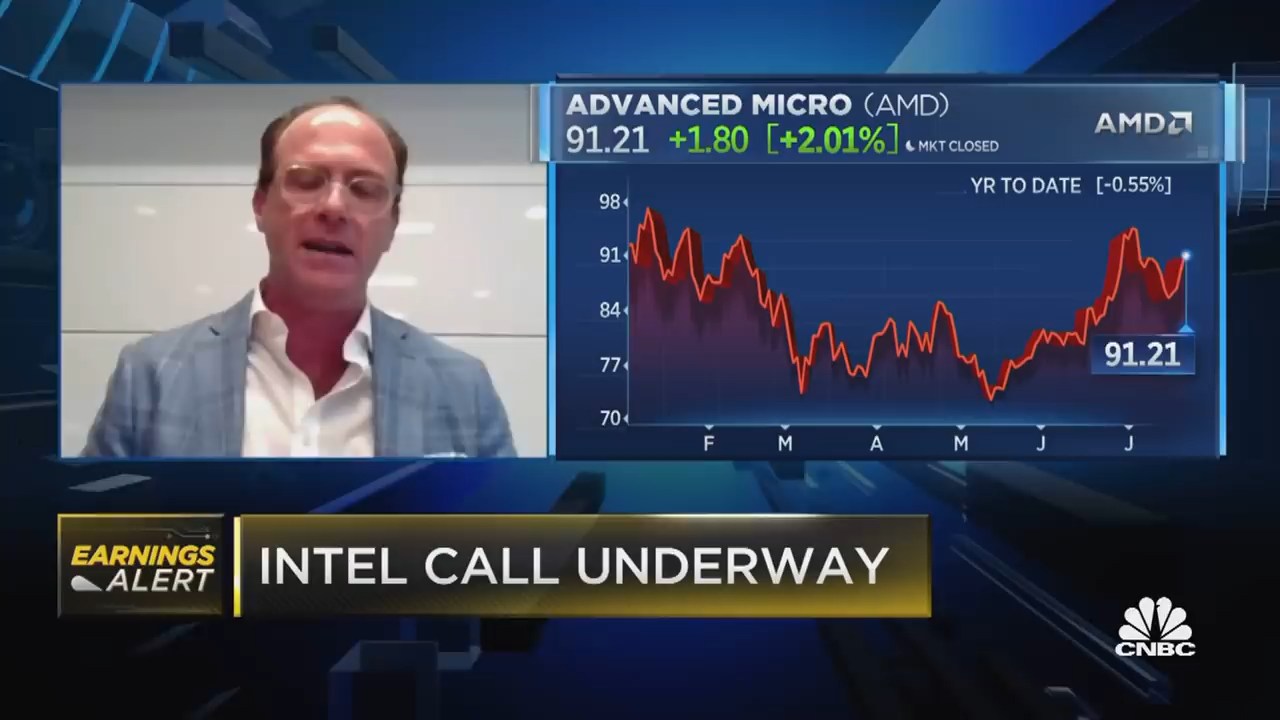 ADVANCED MICRO (AMD)
91.21 +1.80 [+2.01%] MKT CLOSED
AMD
YR TO DATE [-0.55%]
98
91
84
77
70
91.21
F M A M J J
EARNINGS
ALERT
INTEL CALL UNDERWAY
CNBC